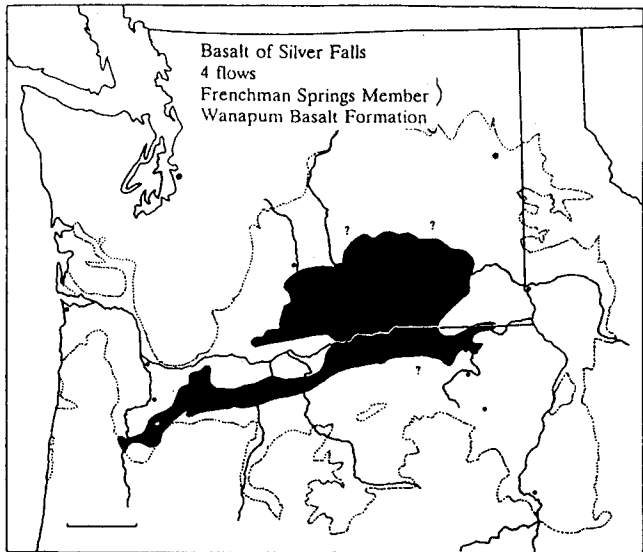 Basalt of Silver Falls
4 flows
Frenchman Springs Member }
Wanapum Basalt Formation
?
?
?